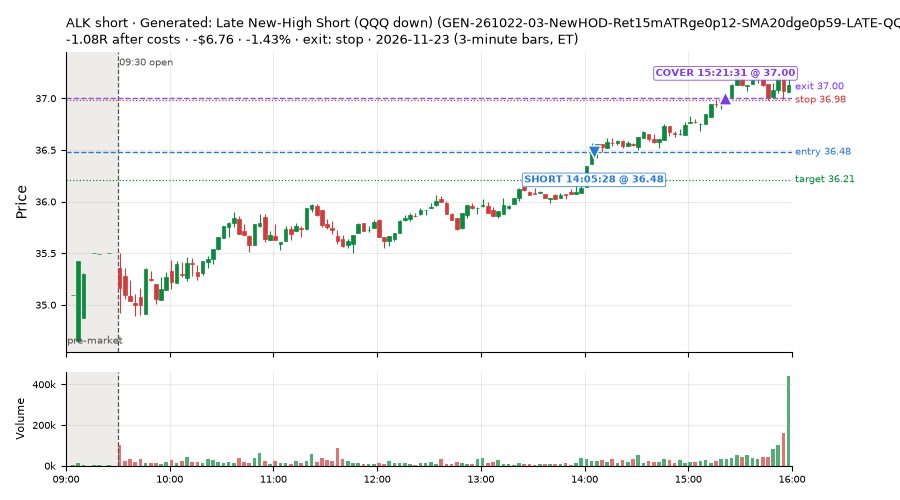 ALK short · Generated: Late New-High Short (QQQ down) (GEN-261022-03-NewHOD-Ret15mATRge0p12-SMA20dge0p59-LATE-QQ
-1.08R after costs · -$6.76 · -1.43% · exit: stop · 2026-11-23 (3-minute bars, ET)
09:30 open
COVER 15:21:31 @ 37.00
exit 37.00
37.0
stop 36.98
36.5
entry 36.48
SHORT 14:05:28 @ 36.48
target 36.21
36.0
Price
35.5
35.0
pre-market
400k
200k
0k
Volume
09:00 10:00 11:00 12:00 13:00 14:00 15:00 16:00